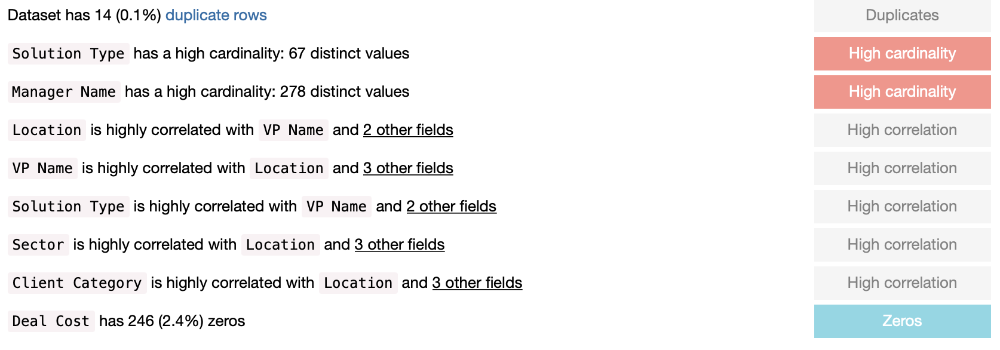 Dataset has 14 (0.1%) duplicate rows Duplicates
Solution Type has a high cardinality: 67 distinct values High cardinality
Manager Name has a high cardinality: 278 distinct values High cardinality
Location is highly correlated with VP Name and 2 other fields High correlation
VP Name is highly correlated with Location and 3 other fields High correlation
Solution Type is highly correlated with VP Name and 2 other fields High correlation
Sector is highly correlated with Location and 3 other fields High correlation
Client Category is highly correlated with Location and 3 other fields High correlation
Deal Cost has 246 (2.4%) zeros Zeros